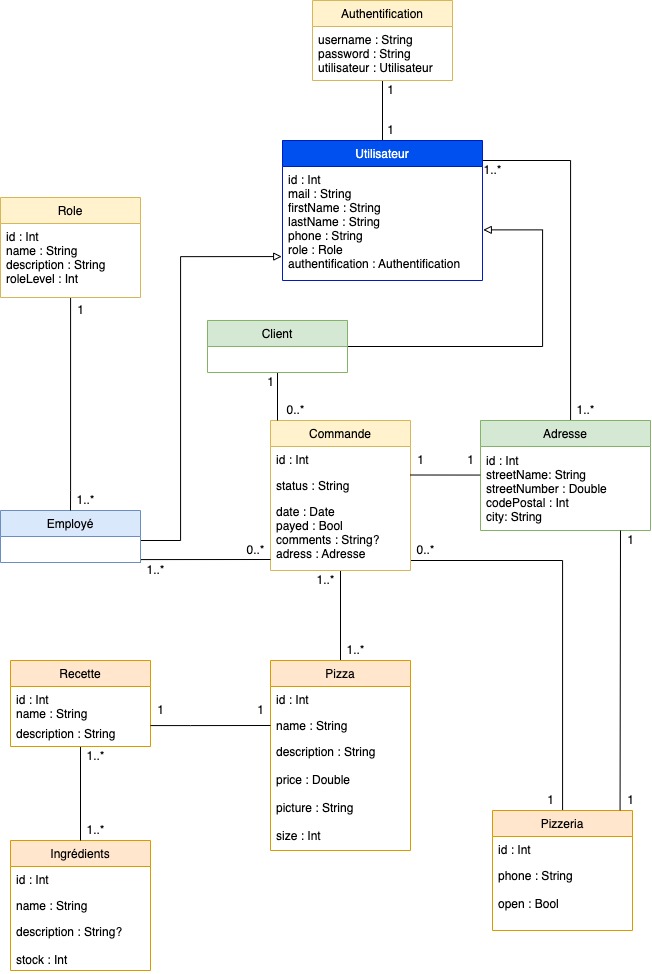 Authentification
username : String
password : String
utilisateur : Utilisateur
1
1
Utilisateur
id : Int
mail : String
firstName : String
lastName : String
phone : String
role : Role
authentification : Authentification
1..*
Role
id : Int
name : String
description : String
roleLevel : Int
1
Client
1
0..*
1..*
Commande
id : Int
status : String
date : Date
payed : Bool
comments : String?
adress : Adresse
1
1
Adresse
id : Int
streetName: String
streetNumber : Double
codePostal : Int
city: String
1..*
Employé
1..*
0..*
0..*
1
1..*
1..*
Recette
id : Int
name : String
description : String
1
1
Pizza
id : Int
name : String
description : String
price : Double
picture : String
size : Int
1..*
1..*
1
1
Pizzeria
id : Int
phone : String
open : Bool
Ingrédients
id : Int
name : String
description : String?
stock : Int